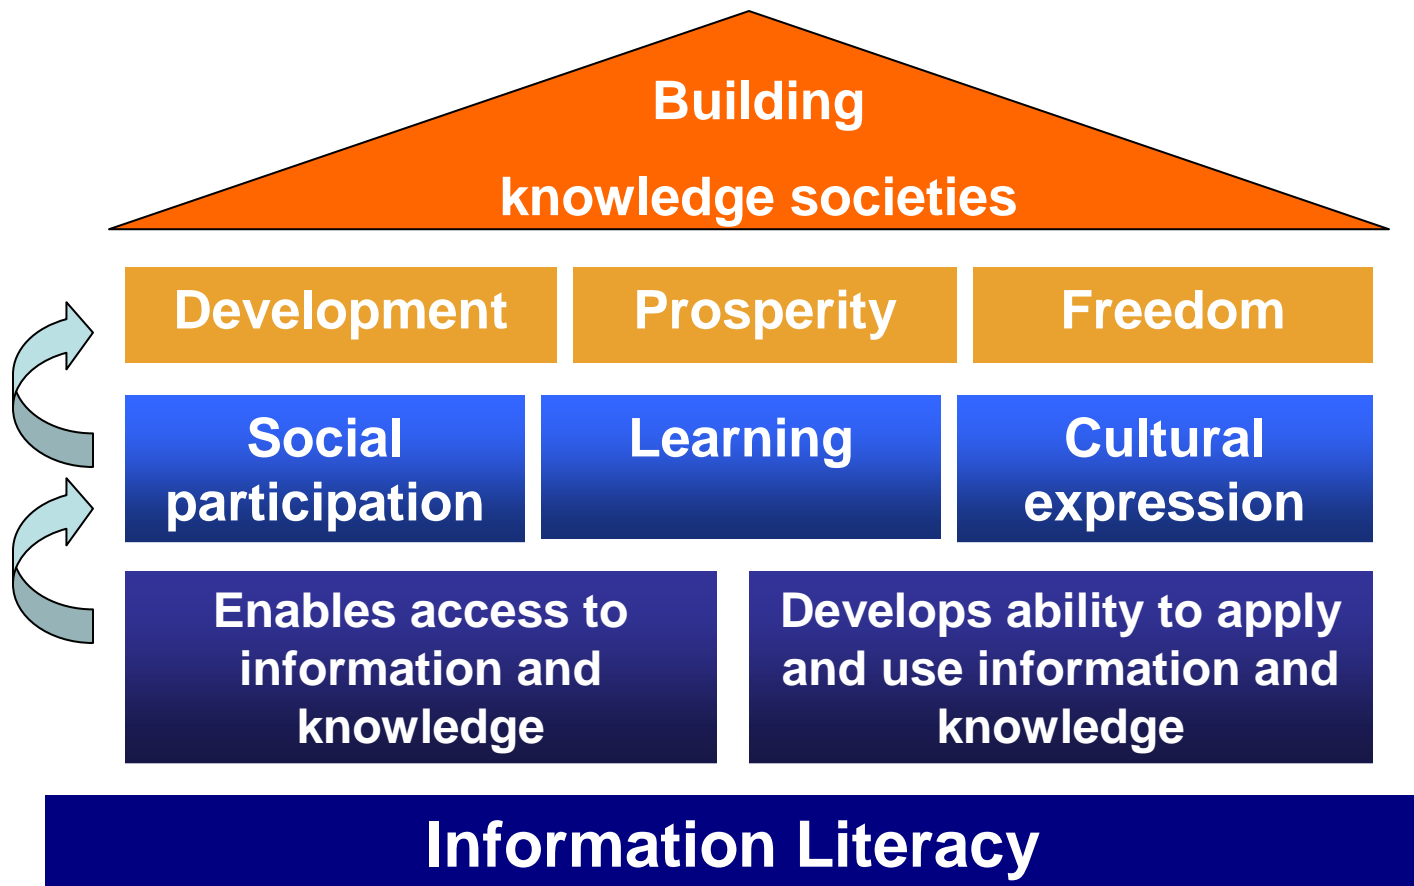 Building
knowledge societies
Development
Prosperity
Freedom
Social
participation
Learning
Cultural
expression
Enables access to
information and
knowledge
Develops ability to apply
and use information and
knowledge
Information Literacy